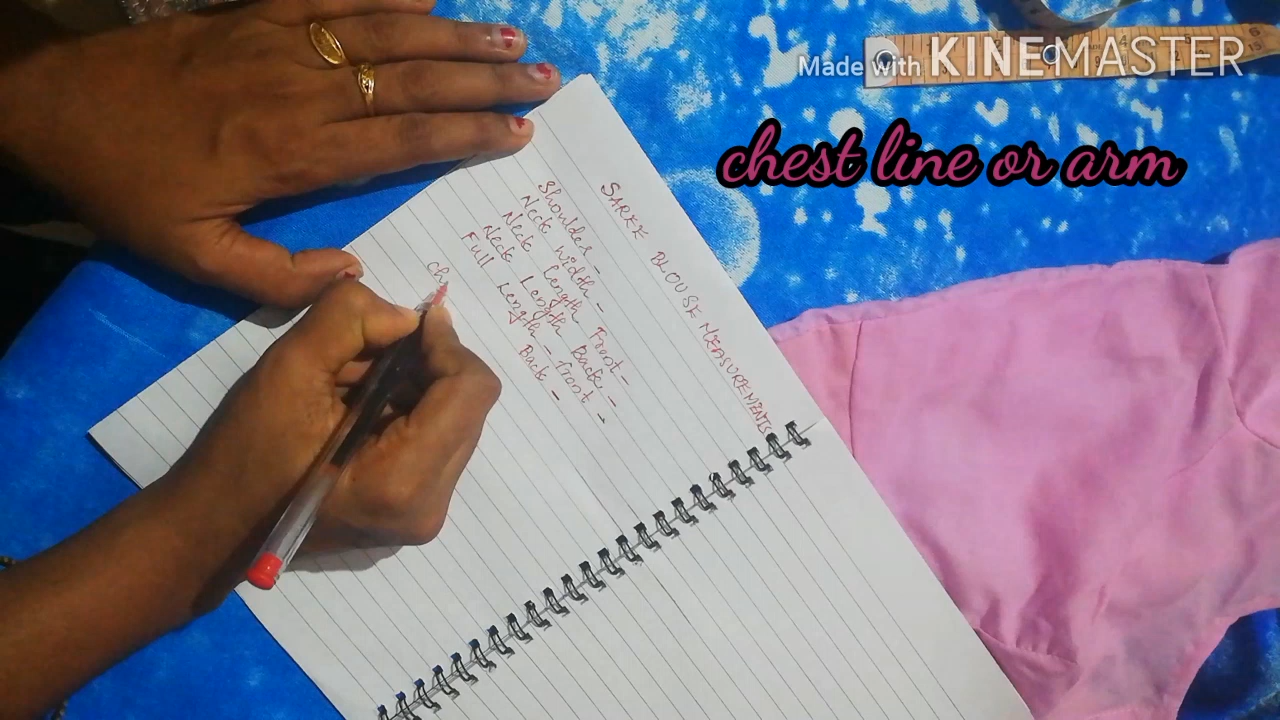 Made with KINEMASTER
chest line or arm
SAREE BLOUSE MEASUREMENTS
Shoulder -
Neck width -
Neck Length Front -
Neck Length Back -
Full Length - front -
Back -
ch